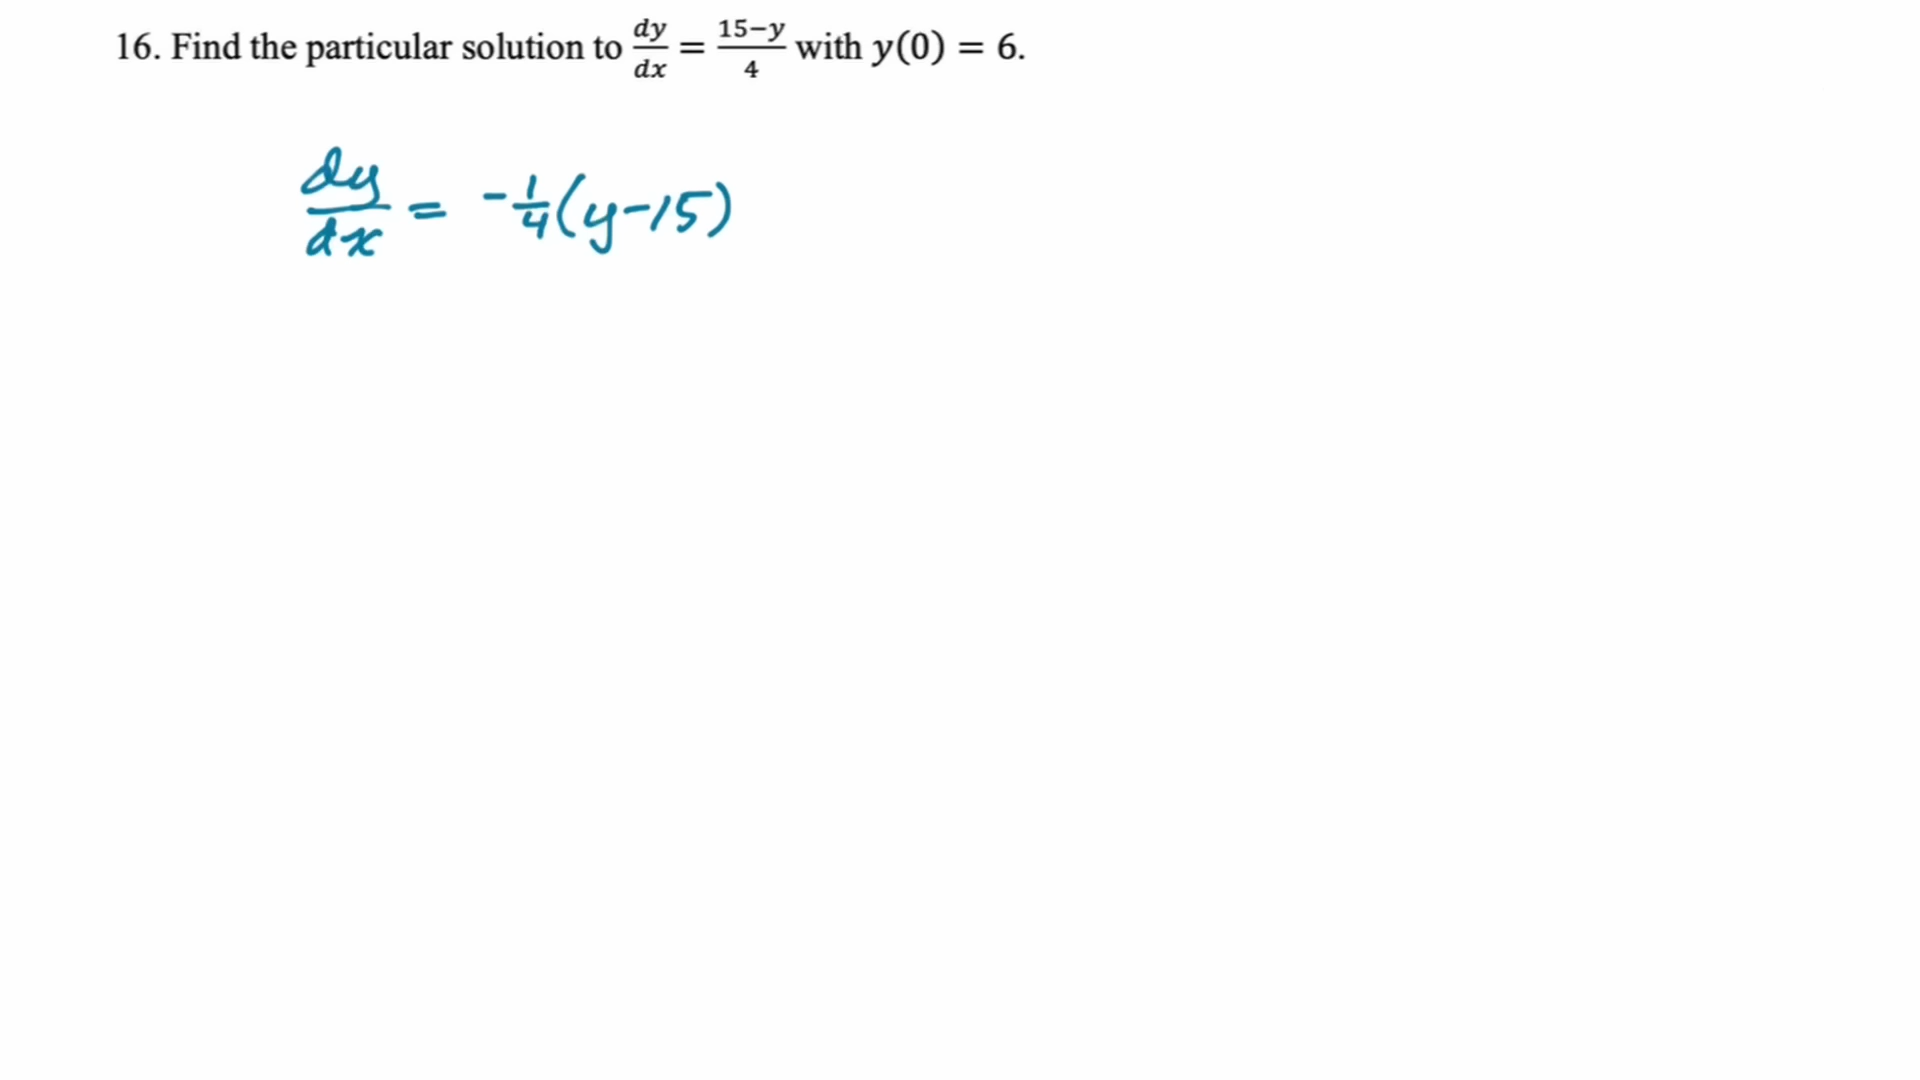 16. Find the particular solution to dy/dx = 15−y/4 with y(0) = 6.
dy/dx = -1/4(y-15)